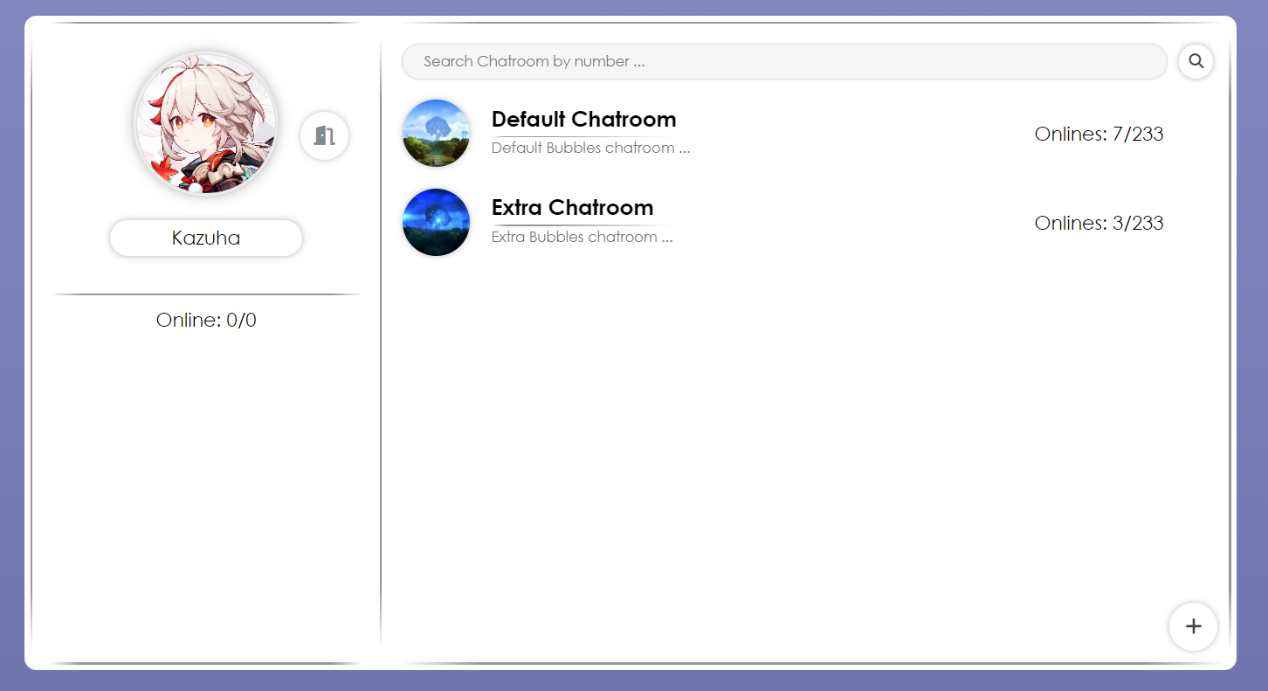 Kazuha
Online: 0/0
Search Chatroom by number ...
Default Chatroom
Default Bubbles chatroom ...
Onlines: 7/233
Extra Chatroom
Extra Bubbles chatroom ...
Onlines: 3/233